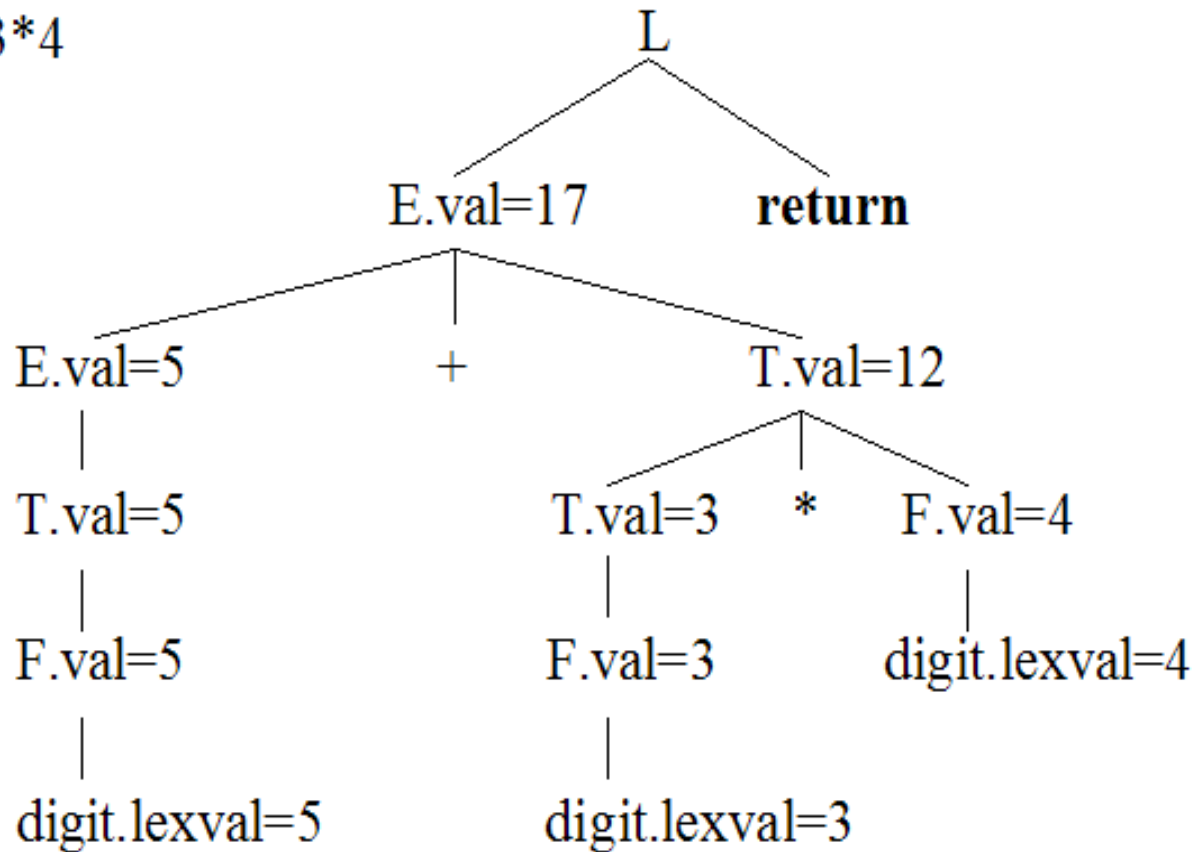 3*4
L
E.val=17 return
E.val=5 + T.val=12
T.val=5 T.val=3 * F.val=4
F.val=5 F.val=3 digit.lexval=4
digit.lexval=5 digit.lexval=3